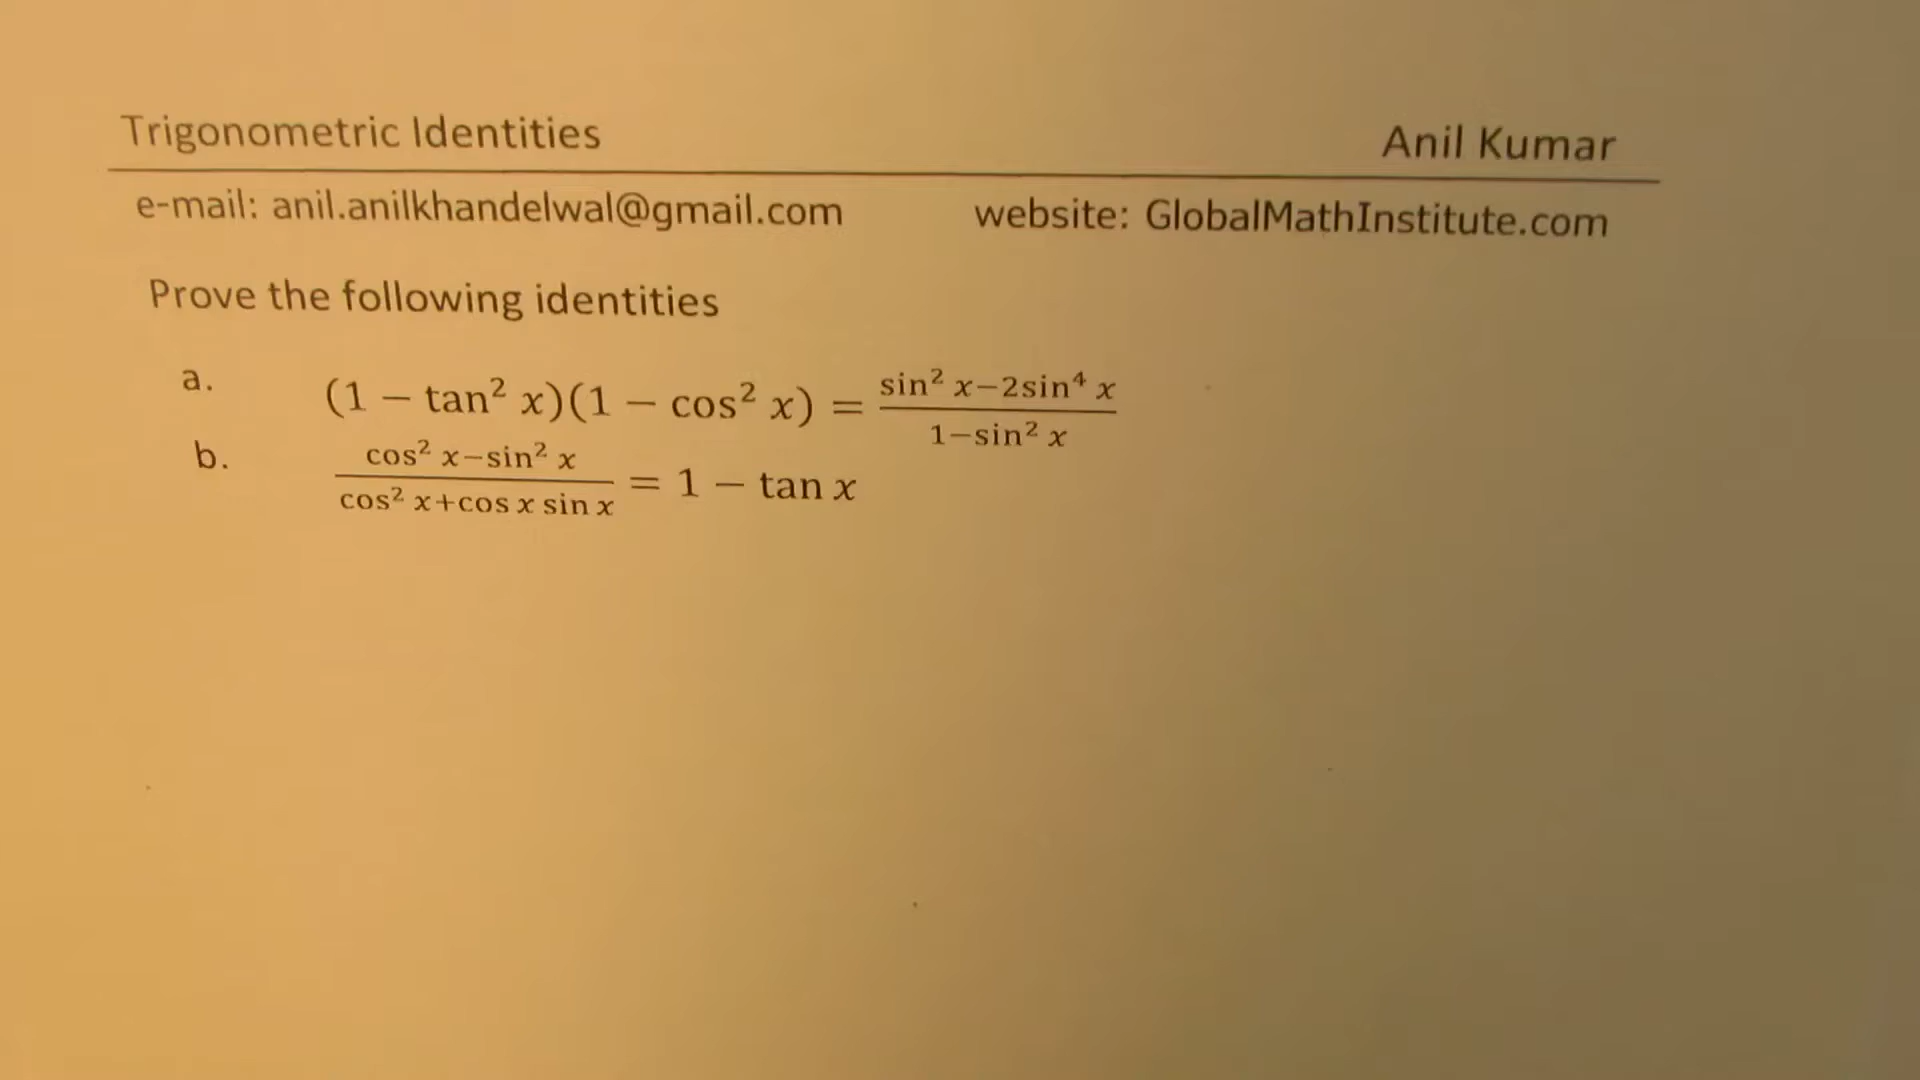 Trigonometric Identities Anil Kumar
e-mail: anil.anilkhandelwal@gmail.com website: GlobalMathInstitute.com
Prove the following identities
a. (1 − tan² x)(1 − cos² x) = (sin² x−2sin⁴ x)/(1−sin² x)
b. (cos² x−sin² x)/(cos² x+cos x sin x) = 1 − tan x